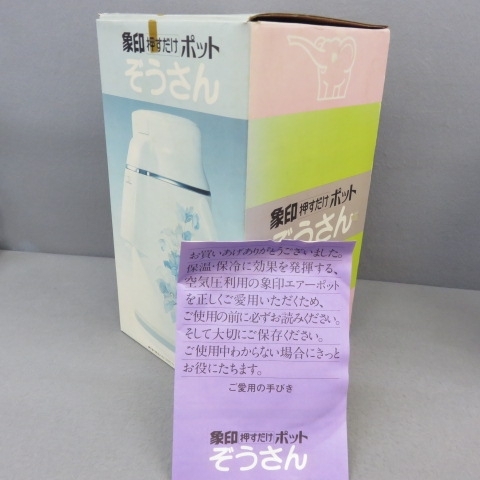 象印 押すだけ ポット
ぞうさん
象印 押すだけ ポット
ぞうさん
お買いあげありがとうございました。
保温・保冷に効果を発揮する、
空気圧利用の象印エアーポット
を正しくご愛用いただくため、
ご使用の前に必ずお読みください。
そして大切にご保存ください。
ご使用中わからない場合にきっと
お役にたちます。
ご愛用の手びき
象印 押すだけ ポット
ぞうさん